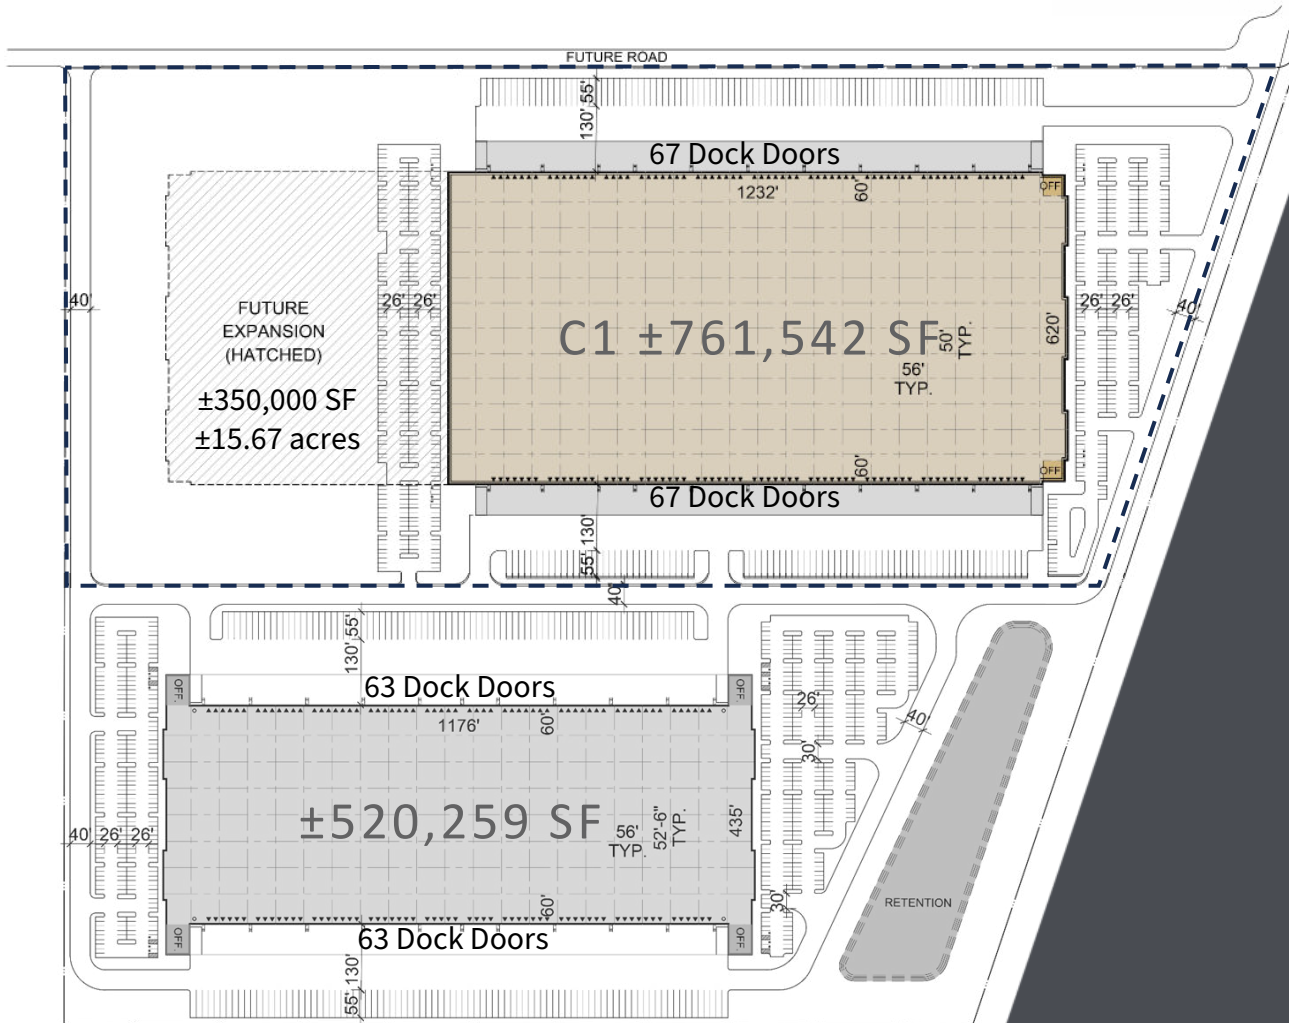 FUTURE ROAD
55'
130'
67 Dock Doors
1232'
60'
OFF
40'
FUTURE
EXPANSION
(HATCHED)
±350,000 SF
±15.67 acres
26'
26'
C1 ±761,542 SF
50'
TYP.
56'
TYP.
620'
26'
26'
40'
60'
OFF
67 Dock Doors
130'
55'
40'
55'
130'
OFF.
63 Dock Doors
OFF.
1176'
60'
26'
40'
30'
±520,259 SF
56'
TYP.
52'-6"
TYP.
435'
40'
26'
26'
60'
30'
RETENTION
OFF.
63 Dock Doors
OFF.
130'
55'